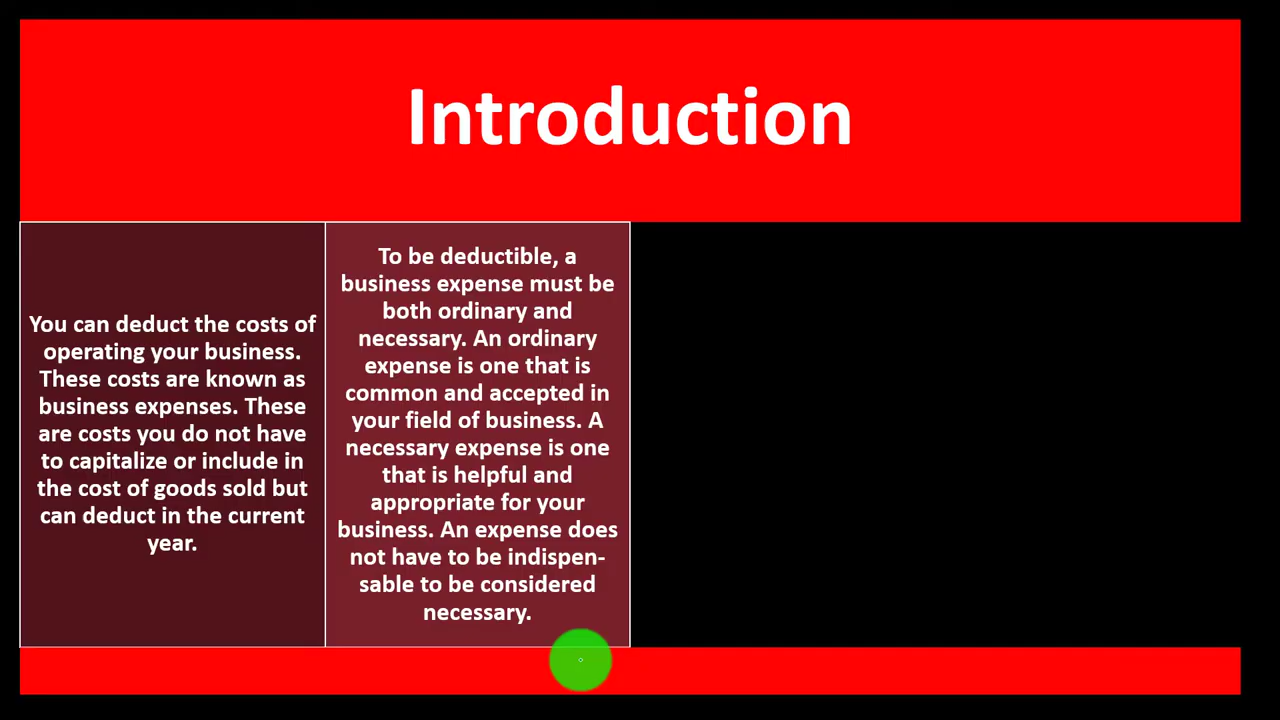 Introduction
You can deduct the costs of
operating your business.
These costs are known as
business expenses. These
are costs you do not have
to capitalize or include in
the cost of goods sold but
can deduct in the current
year.
To be deductible, a
business expense must be
both ordinary and
necessary. An ordinary
expense is one that is
common and accepted in
your field of business. A
necessary expense is one
that is helpful and
appropriate for your
business. An expense does
not have to be indispen-
sable to be considered
necessary.